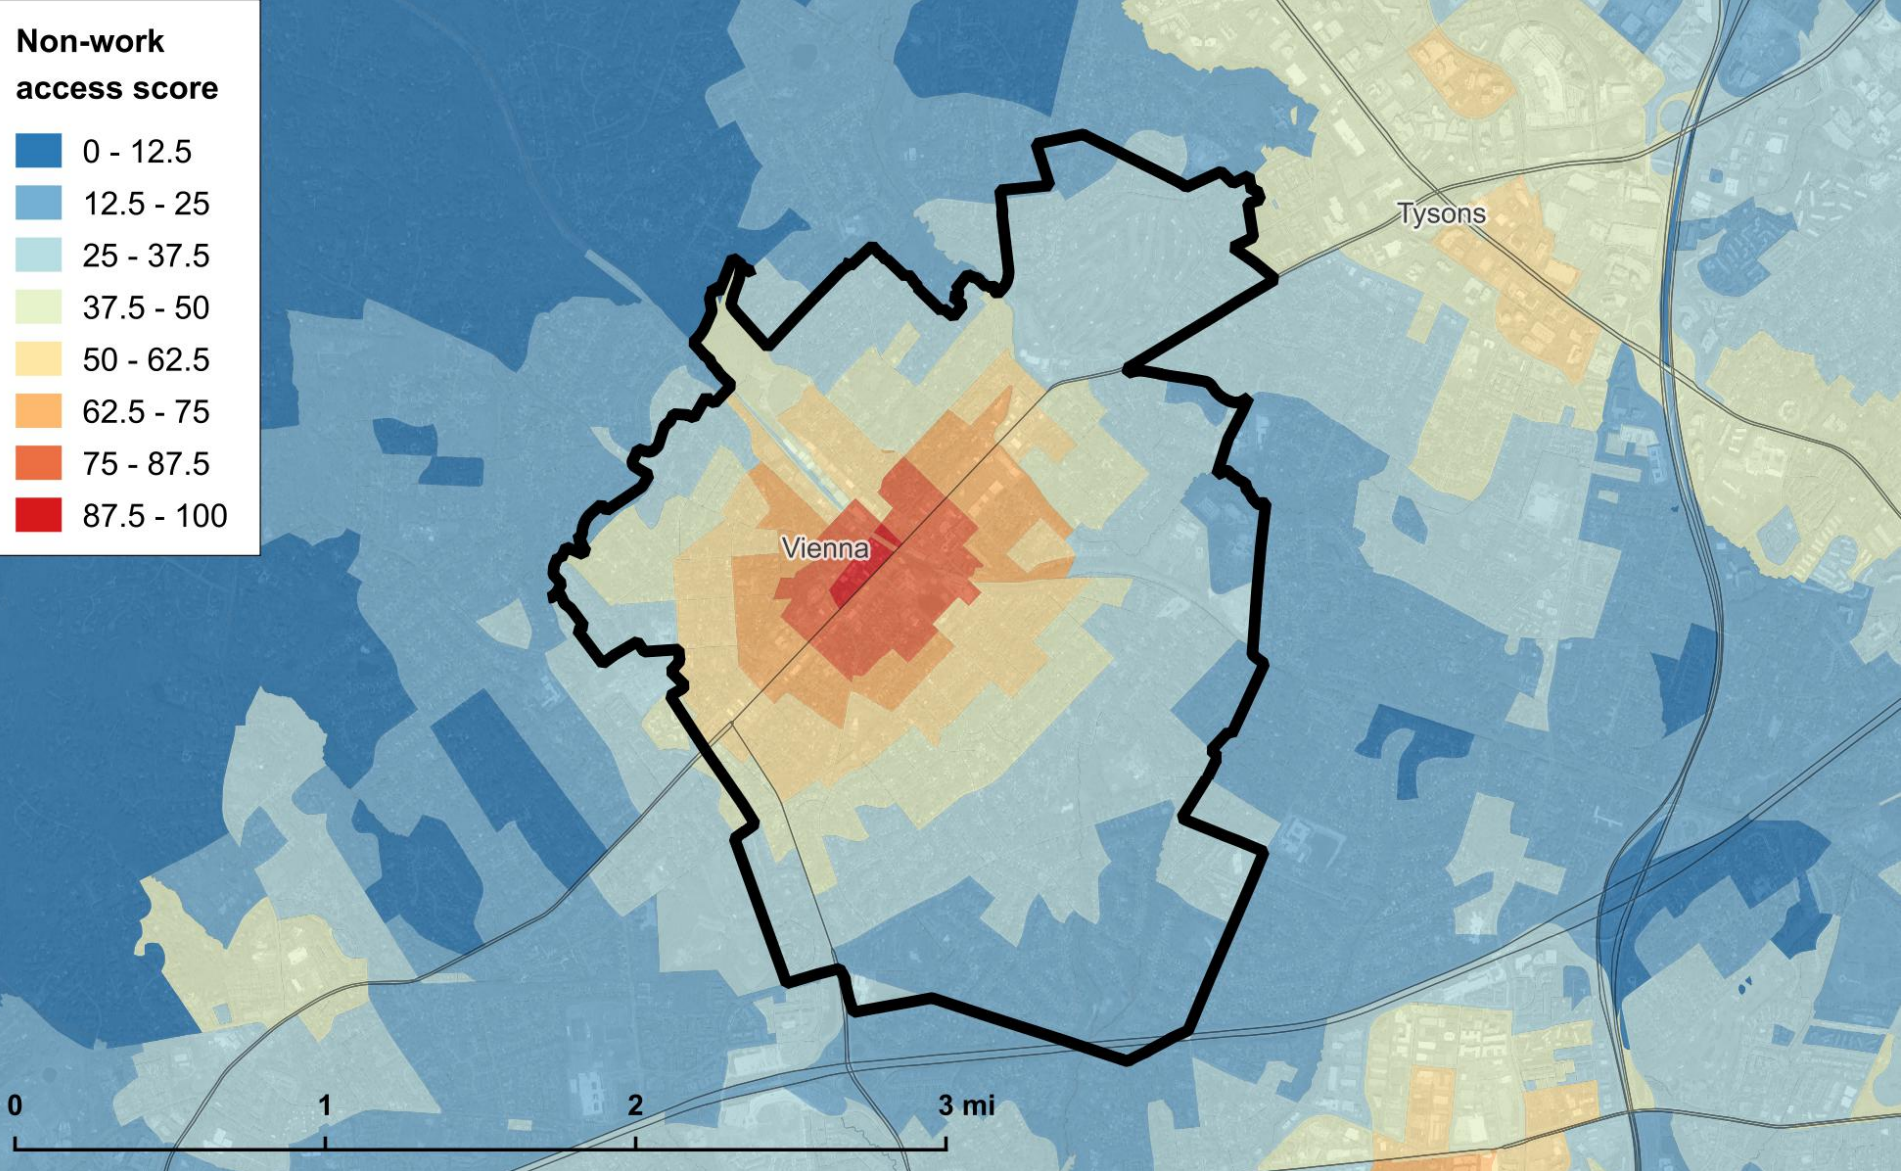 Non-work
access score
0 - 12.5
12.5 - 25
25 - 37.5
37.5 - 50
50 - 62.5
62.5 - 75
75 - 87.5
87.5 - 100
Tysons
Vienna
0 1 2 3 mi